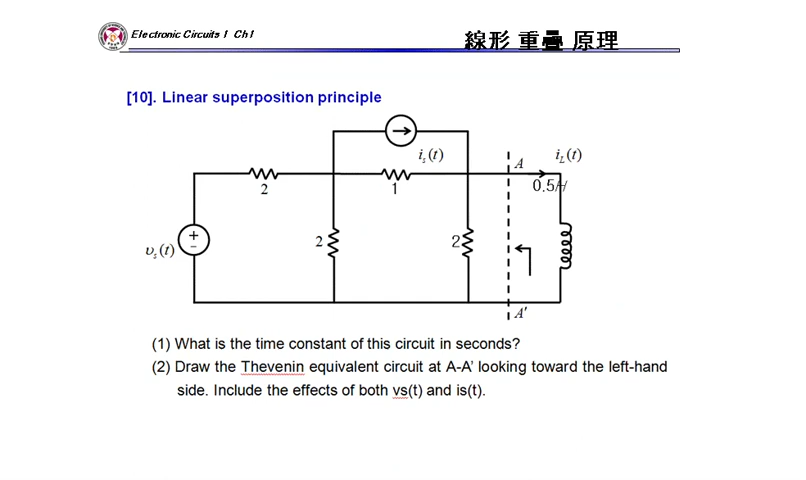 Electronic Circuits 1 Ch1
線形 重疊 原理
[10]. Linear superposition principle
i_s(t)
A
i_L(t)
2
1
0.5H
2
2
+
−
υ_s(t)
A'
(1) What is the time constant of this circuit in seconds?
(2) Draw the Thevenin equivalent circuit at A-A' looking toward the left-hand
side. Include the effects of both vs(t) and is(t).